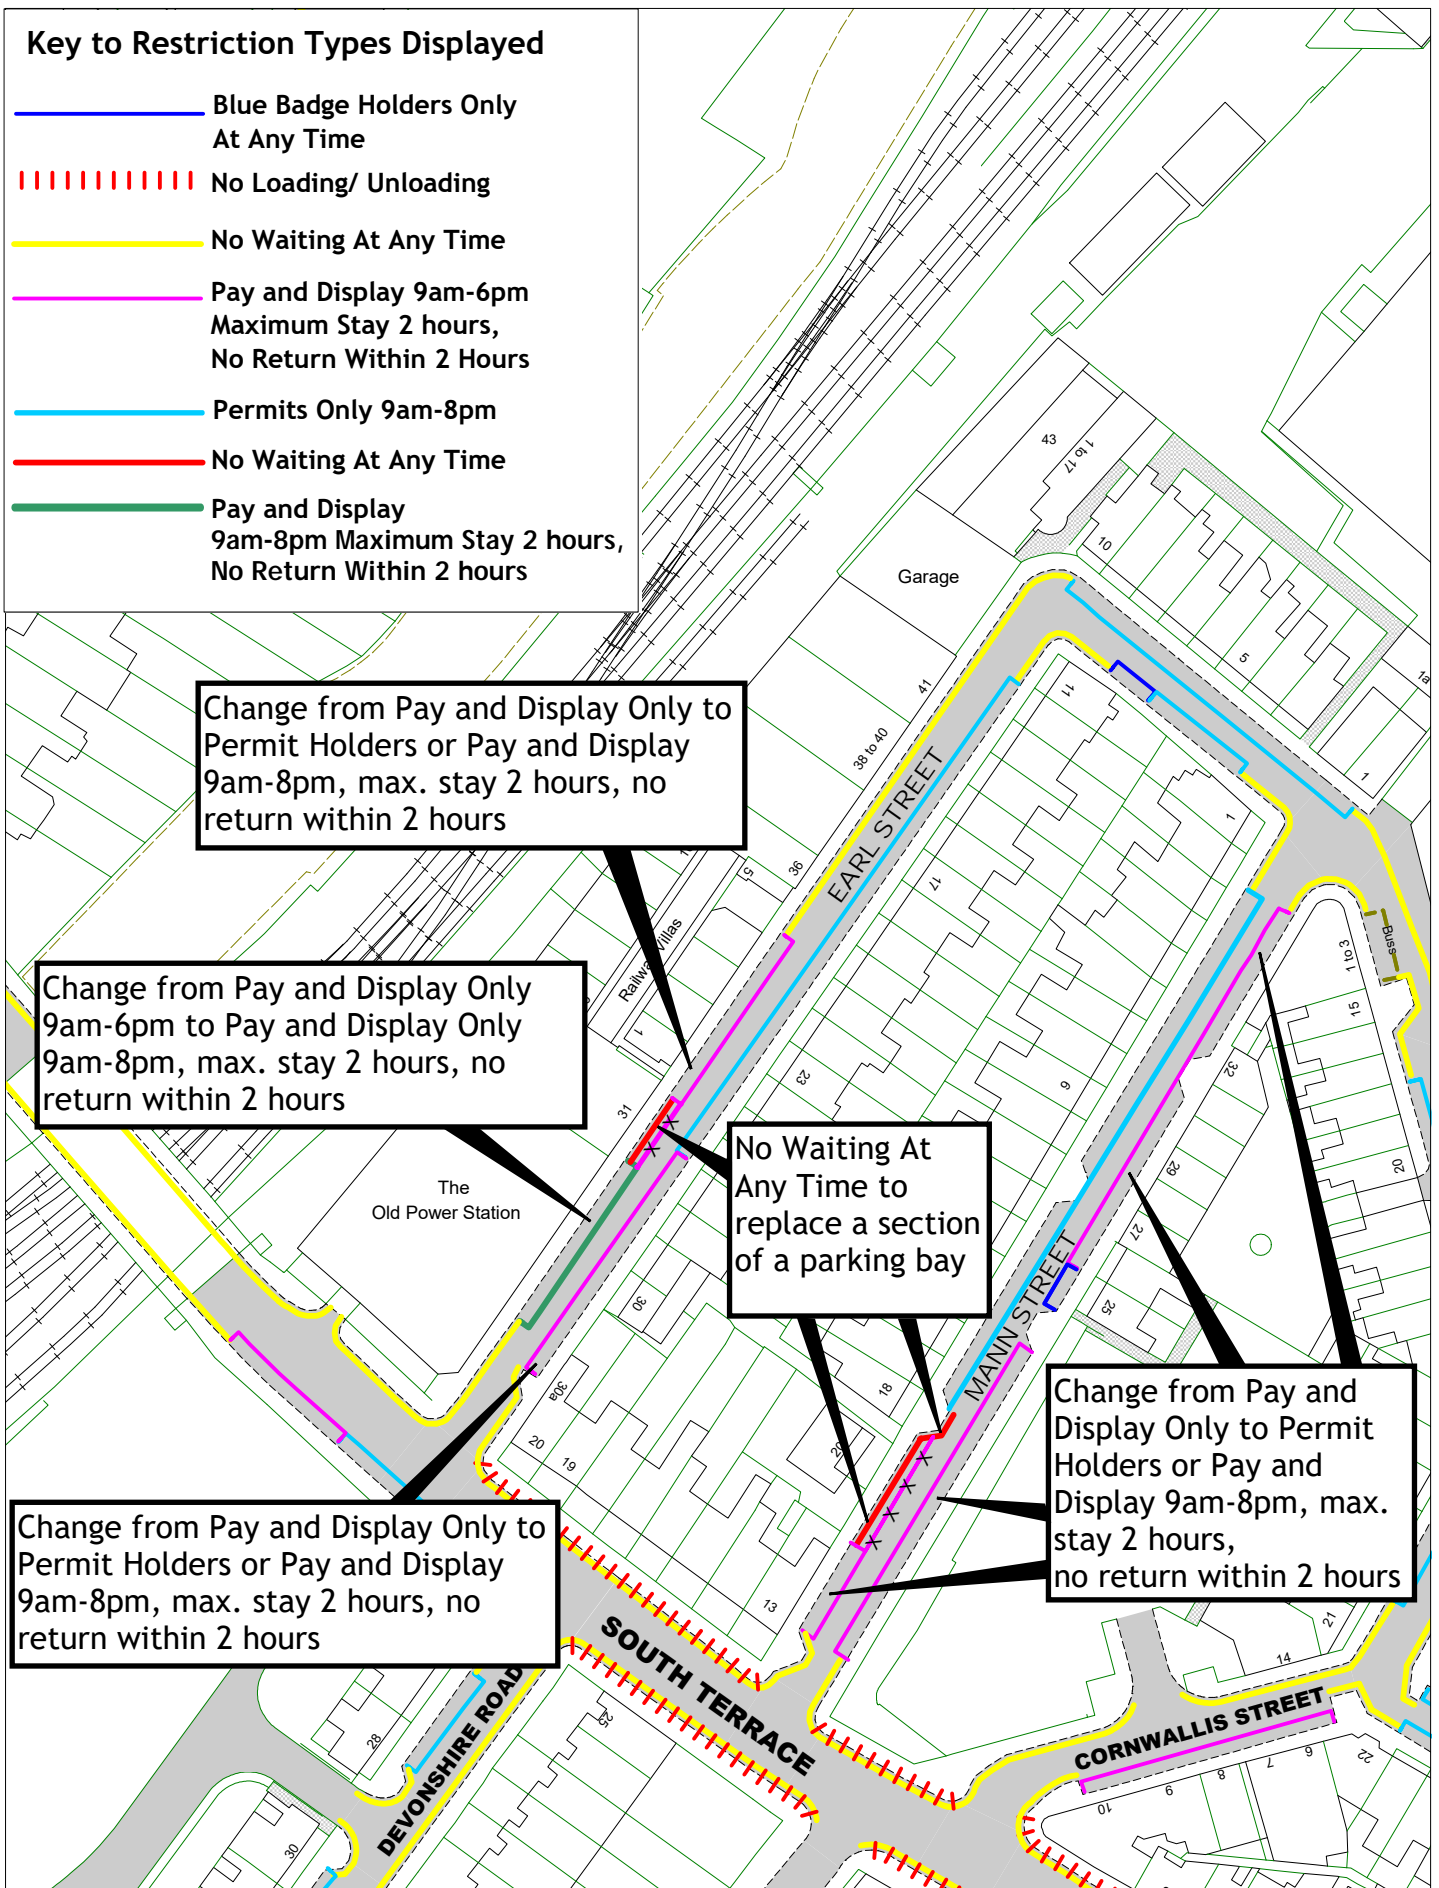 Key to Restriction Types Displayed
Blue Badge Holders Only
At Any Time
No Loading/ Unloading
No Waiting At Any Time
Pay and Display 9am-6pm
Maximum Stay 2 hours,
No Return Within 2 Hours
Permits Only 9am-8pm
No Waiting At Any Time
Pay and Display
9am-8pm Maximum Stay 2 hours,
No Return Within 2 hours
43
1 to 17
10
Garage
5
1a
1
11
41
38 to 40
Change from Pay and Display Only to
Permit Holders or Pay and Display
9am-8pm, max. stay 2 hours, no
return within 2 hours
EARL STREET
1
36
5
17
Railway Villas
1
1 to 3
Buss
15
Change from Pay and Display Only
9am-6pm to Pay and Display Only
9am-8pm, max. stay 2 hours, no
return within 2 hours
31
23
9
32
29
20
No Waiting At
Any Time to
replace a section
of a parking bay
The
Old Power Station
27
25
MANN STREET
30
30a
18
20
20
19
Change from Pay and
Display Only to Permit
Holders or Pay and
Display 9am-8pm, max.
stay 2 hours,
no return within 2 hours
Change from Pay and Display Only to
Permit Holders or Pay and Display
9am-8pm, max. stay 2 hours, no
return within 2 hours
13
21
14
SOUTH TERRACE
CORNWALLIS STREET
DEVONSHIRE ROAD
25
28
30
10
9
8
7
6
22